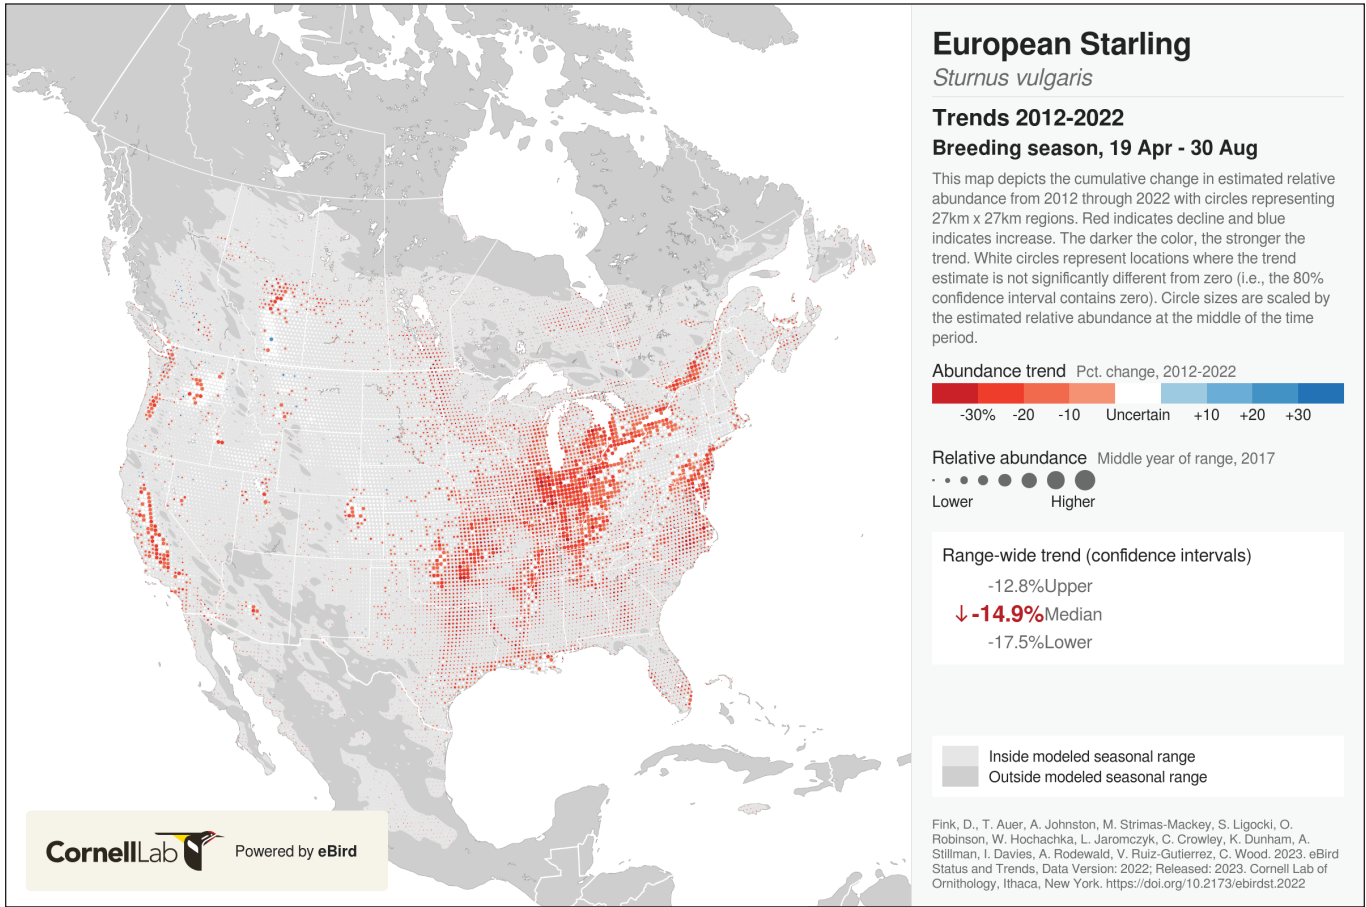 European Starling
Sturnus vulgaris
Trends 2012-2022
Breeding season, 19 Apr - 30 Aug
This map depicts the cumulative change in estimated relative
abundance from 2012 through 2022 with circles representing
27km x 27km regions. Red indicates decline and blue
indicates increase. The darker the color, the stronger the
trend. White circles represent locations where the trend
estimate is not significantly different from zero (i.e., the 80%
confidence interval contains zero). Circle sizes are scaled by
the estimated relative abundance at the middle of the time
period.
Abundance trend Pct. change, 2012-2022
-30% -20 -10 Uncertain +10 +20 +30
Relative abundance Middle year of range, 2017
Lower Higher
Range-wide trend (confidence intervals)
-12.8% Upper
↓ -14.9% Median
-17.5% Lower
Inside modeled seasonal range
Outside modeled seasonal range
Fink, D., T. Auer, A. Johnston, M. Strimas-Mackey, S. Ligocki, O.
Robinson, W. Hochachka, L. Jaromczyk, C. Crowley, K. Dunham, A.
Stillman, I. Davies, A. Rodewald, V. Ruiz-Gutierrez, C. Wood. 2023. eBird
Status and Trends, Data Version: 2022; Released: 2023. Cornell Lab of
Ornithology, Ithaca, New York. https://doi.org/10.2173/ebirdst.2022
CornellLab Powered by eBird